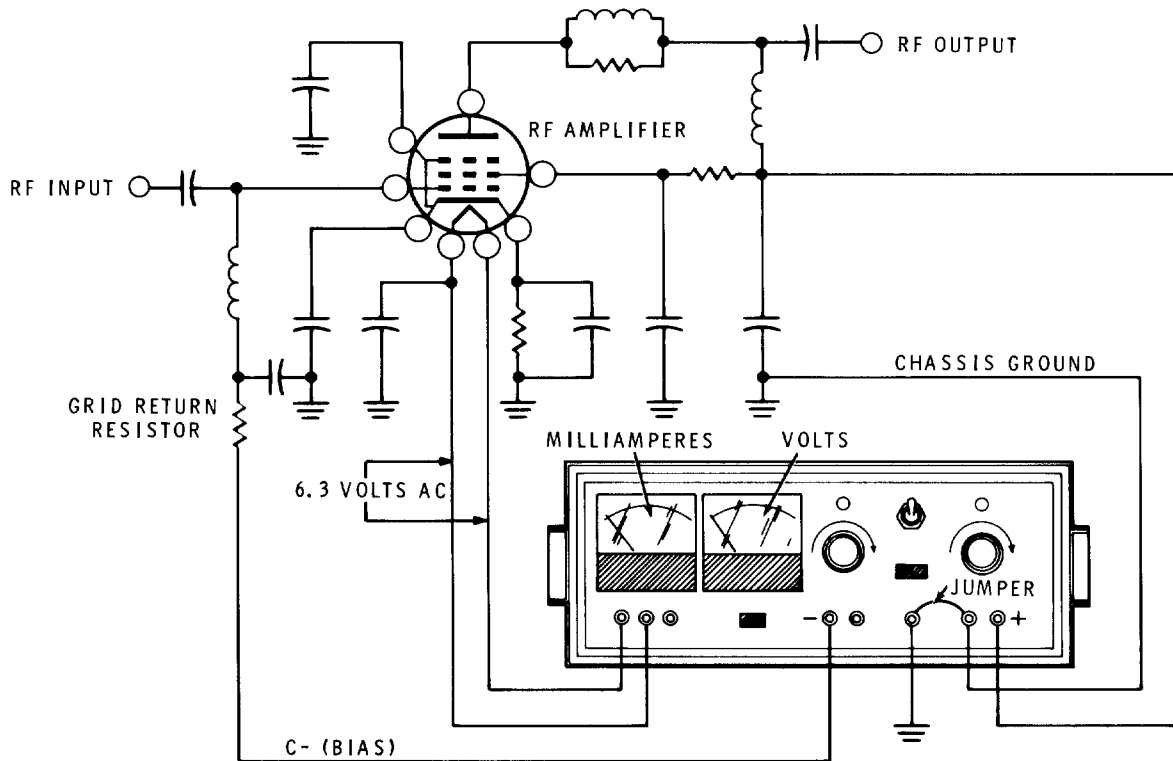 RF OUTPUT
RF AMPLIFIER
RF INPUT
CHASSIS GROUND
GRID RETURN
RESISTOR
MILLIAMPERES
VOLTS
6.3 VOLTS AC
JUMPER
- +
C- (BIAS)